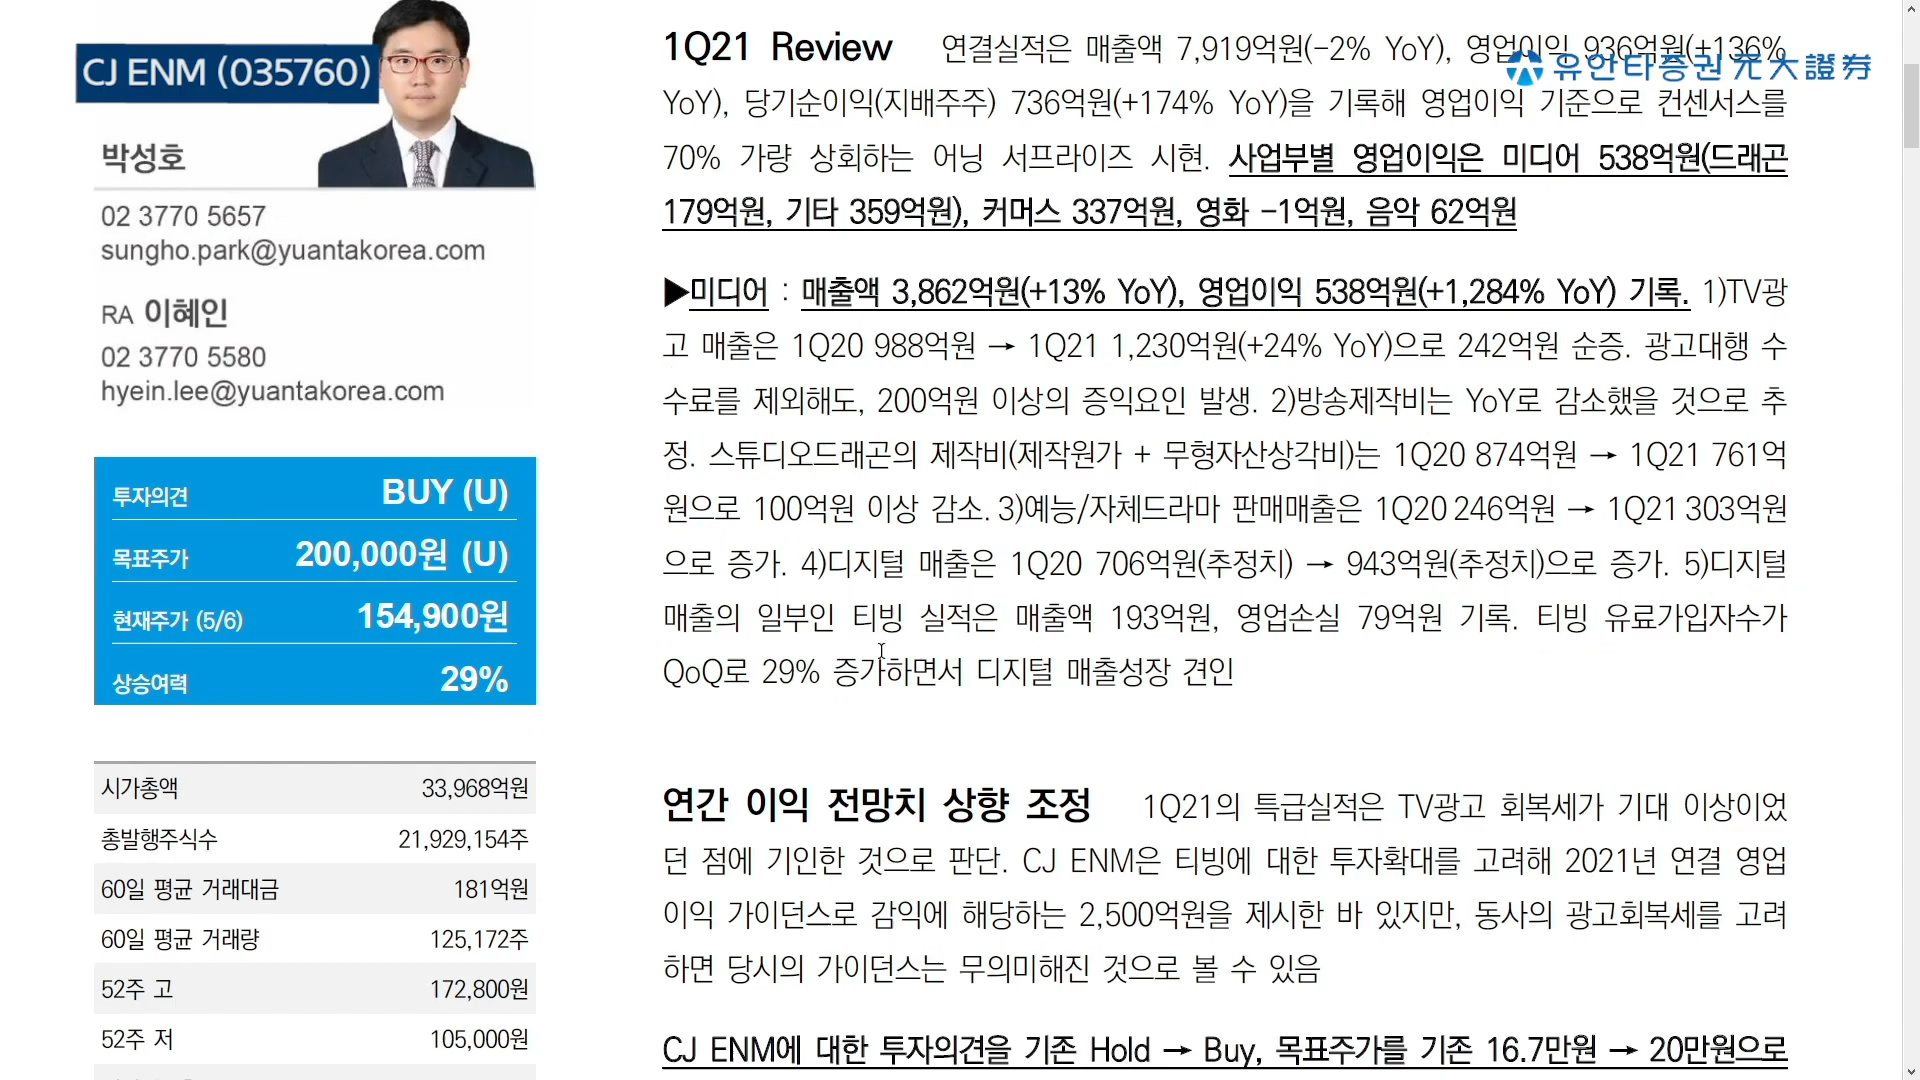 CJ ENM (035760)
박성호
02 3770 5657
sungho.park@yuantakorea.com
RA 이혜인
02 3770 5580
hyein.lee@yuantakorea.com
투자의견 BUY (U)
목표주가 200,000원 (U)
현재주가 (5/6) 154,900원
상승여력 29%
시가총액 33,968억원
총발행주식수 21,929,154주
60일 평균 거래대금 181억원
60일 평균 거래량 125,172주
52주 고 172,800원
52주 저 105,000원
유안타증권 元大證券
1Q21 Review 연결실적은 매출액 7,919억원(-2% YoY), 영업이익 936억원(+136%
YoY), 당기순이익(지배주주) 736억원(+174% YoY)을 기록해 영업이익 기준으로 컨센서스를
70% 가량 상회하는 어닝 서프라이즈 시현. 사업부별 영업이익은 미디어 538억원(드래곤
179억원, 기타 359억원), 커머스 337억원, 영화 -1억원, 음악 62억원
▶미디어 : 매출액 3,862억원(+13% YoY), 영업이익 538억원(+1,284% YoY) 기록. 1)TV광
고 매출은 1Q20 988억원 → 1Q21 1,230억원(+24% YoY)으로 242억원 순증. 광고대행 수
수료를 제외해도, 200억원 이상의 증익요인 발생. 2)방송제작비는 YoY로 감소했을 것으로 추
정. 스튜디오드래곤의 제작비(제작원가 + 무형자산상각비)는 1Q20 874억원 → 1Q21 761억
원으로 100억원 이상 감소. 3)예능/자체드라마 판매매출은 1Q20 246억원 → 1Q21 303억원
으로 증가. 4)디지털 매출은 1Q20 706억원(추정치) → 943억원(추정치)으로 증가. 5)디지털
매출의 일부인 티빙 실적은 매출액 193억원, 영업손실 79억원 기록. 티빙 유료가입자수가
QoQ로 29% 증가하면서 디지털 매출성장 견인
연간 이익 전망치 상향 조정 1Q21의 특급실적은 TV광고 회복세가 기대 이상이었
던 점에 기인한 것으로 판단. CJ ENM은 티빙에 대한 투자확대를 고려해 2021년 연결 영업
이익 가이던스로 감익에 해당하는 2,500억원을 제시한 바 있지만, 동사의 광고회복세를 고려
하면 당시의 가이던스는 무의미해진 것으로 볼 수 있음
CJ ENM에 대한 투자의견을 기존 Hold → Buy, 목표주가를 기존 16.7만원 → 20만원으로